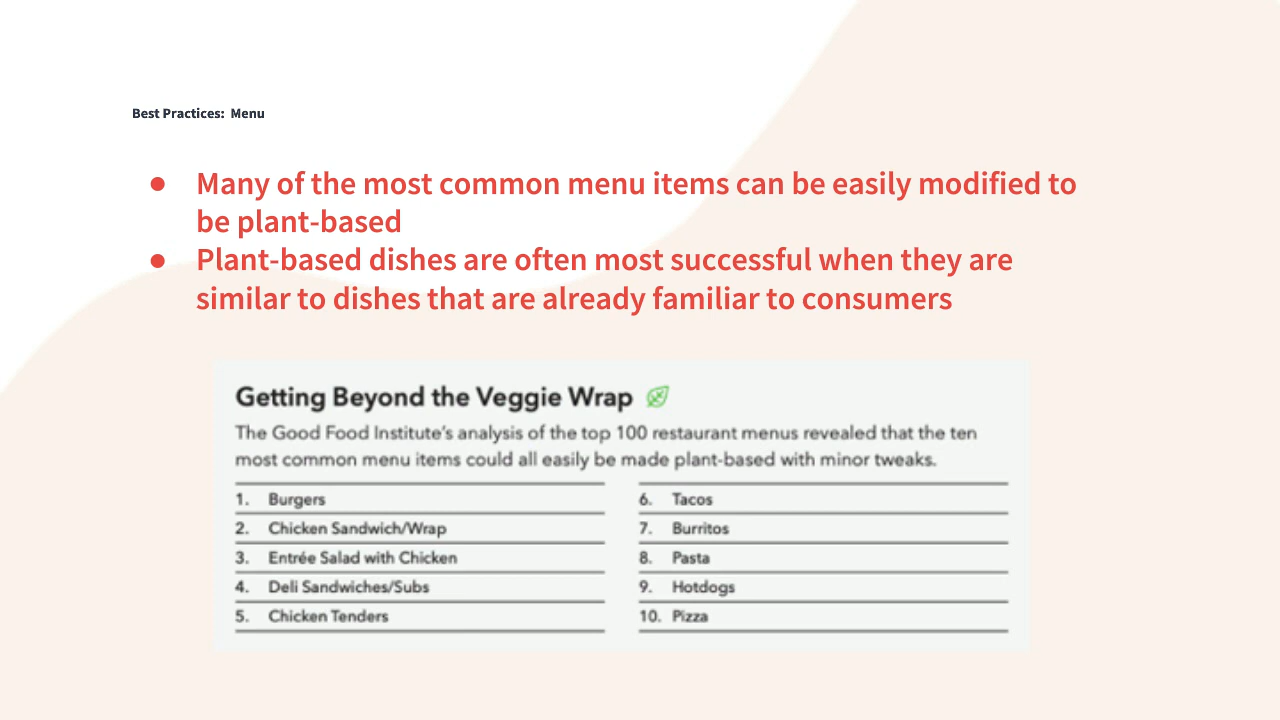 Best Practices: Menu
● Many of the most common menu items can be easily modified to
be plant-based
● Plant-based dishes are often most successful when they are
similar to dishes that are already familiar to consumers
Getting Beyond the Veggie Wrap
The Good Food Institute's analysis of the top 100 restaurant menus revealed that the ten
most common menu items could all easily be made plant-based with minor tweaks.
1. Burgers
2. Chicken Sandwich/Wrap
3. Entrée Salad with Chicken
4. Deli Sandwiches/Subs
5. Chicken Tenders
6. Tacos
7. Burritos
8. Pasta
9. Hotdogs
10. Pizza